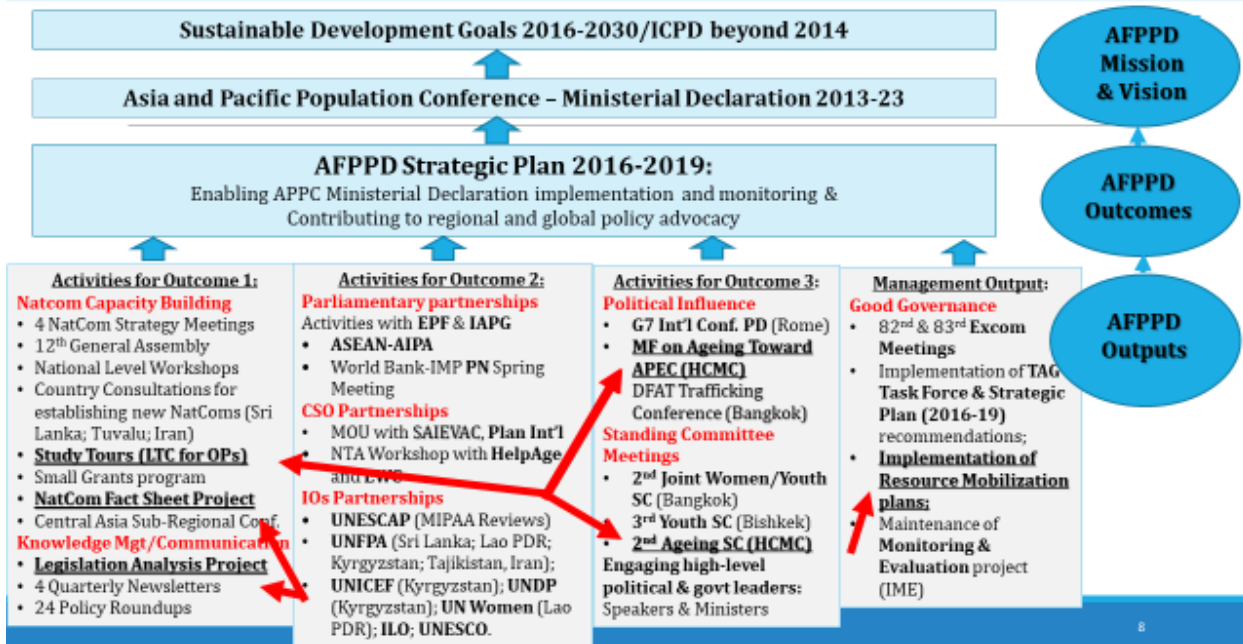 Sustainable Development Goals 2016-2030/ICPD beyond 2014
Asia and Pacific Population Conference – Ministerial Declaration 2013-23
AFPPD Strategic Plan 2016-2019:
Enabling APPC Ministerial Declaration implementation and monitoring &
Contributing to regional and global policy advocacy
AFPPD
Mission
& Vision
AFPPD
Outcomes
AFPPD
Outputs
Activities for Outcome 1:
Natcom Capacity Building
• 4 NatCom Strategy Meetings
• 12th General Assembly
• National Level Workshops
• Country Consultations for
establishing new NatComs (Sri
Lanka; Tuvalu; Iran)
• Study Tours (LTC for OPs)
• Small Grants program
• NatCom Fact Sheet Project
• Central Asia Sub-Regional Conf.
Knowledge Mgt/Communication
• Legislation Analysis Project
• 4 Quarterly Newsletters
• 24 Policy Roundups
Activities for Outcome 2:
Parliamentary partnerships
Activities with EPF & IAPG
• ASEAN-AIPA
• World Bank-IMP PN Spring
Meeting
CSO Partnerships
• MOU with SAIEVAC, Plan Int'l
• NTA Workshop with HelpAge
and
IOs Partnerships
• UNESCAP (MIPAA Reviews)
• UNFPA (Sri Lanka; Lao PDR;
Kyrgyzstan; Tajikistan, Iran);
• UNICEF (Kyrgyzstan); UNDP
(Kyrgyzstan); UN Women (Lao
PDR); ILO; UNESCO.
Activities for Outcome 3:
Political Influence
• G7 Int'l Conf. PD (Rome)
• MF on Ageing Toward
APEC (HCMC)
DFAT Trafficking
Conference (Bangkok)
Standing Committee
Meetings
• 2nd Joint Women/Youth
SC (Bangkok)
• 3rd Youth SC (Bishkek)
• 2nd Ageing SC (HCMC)
Engaging high-level
political & govt leaders:
Speakers & Ministers
Management Output:
Good Governance
• 82nd & 83rd Excom
Meetings
• Implementation of TAG
Task Force & Strategic
Plan (2016-19)
recommendations;
• Implementation of
Resource Mobilization
plans;
• Maintenance of
Monitoring &
Evaluation project
(IME)
8